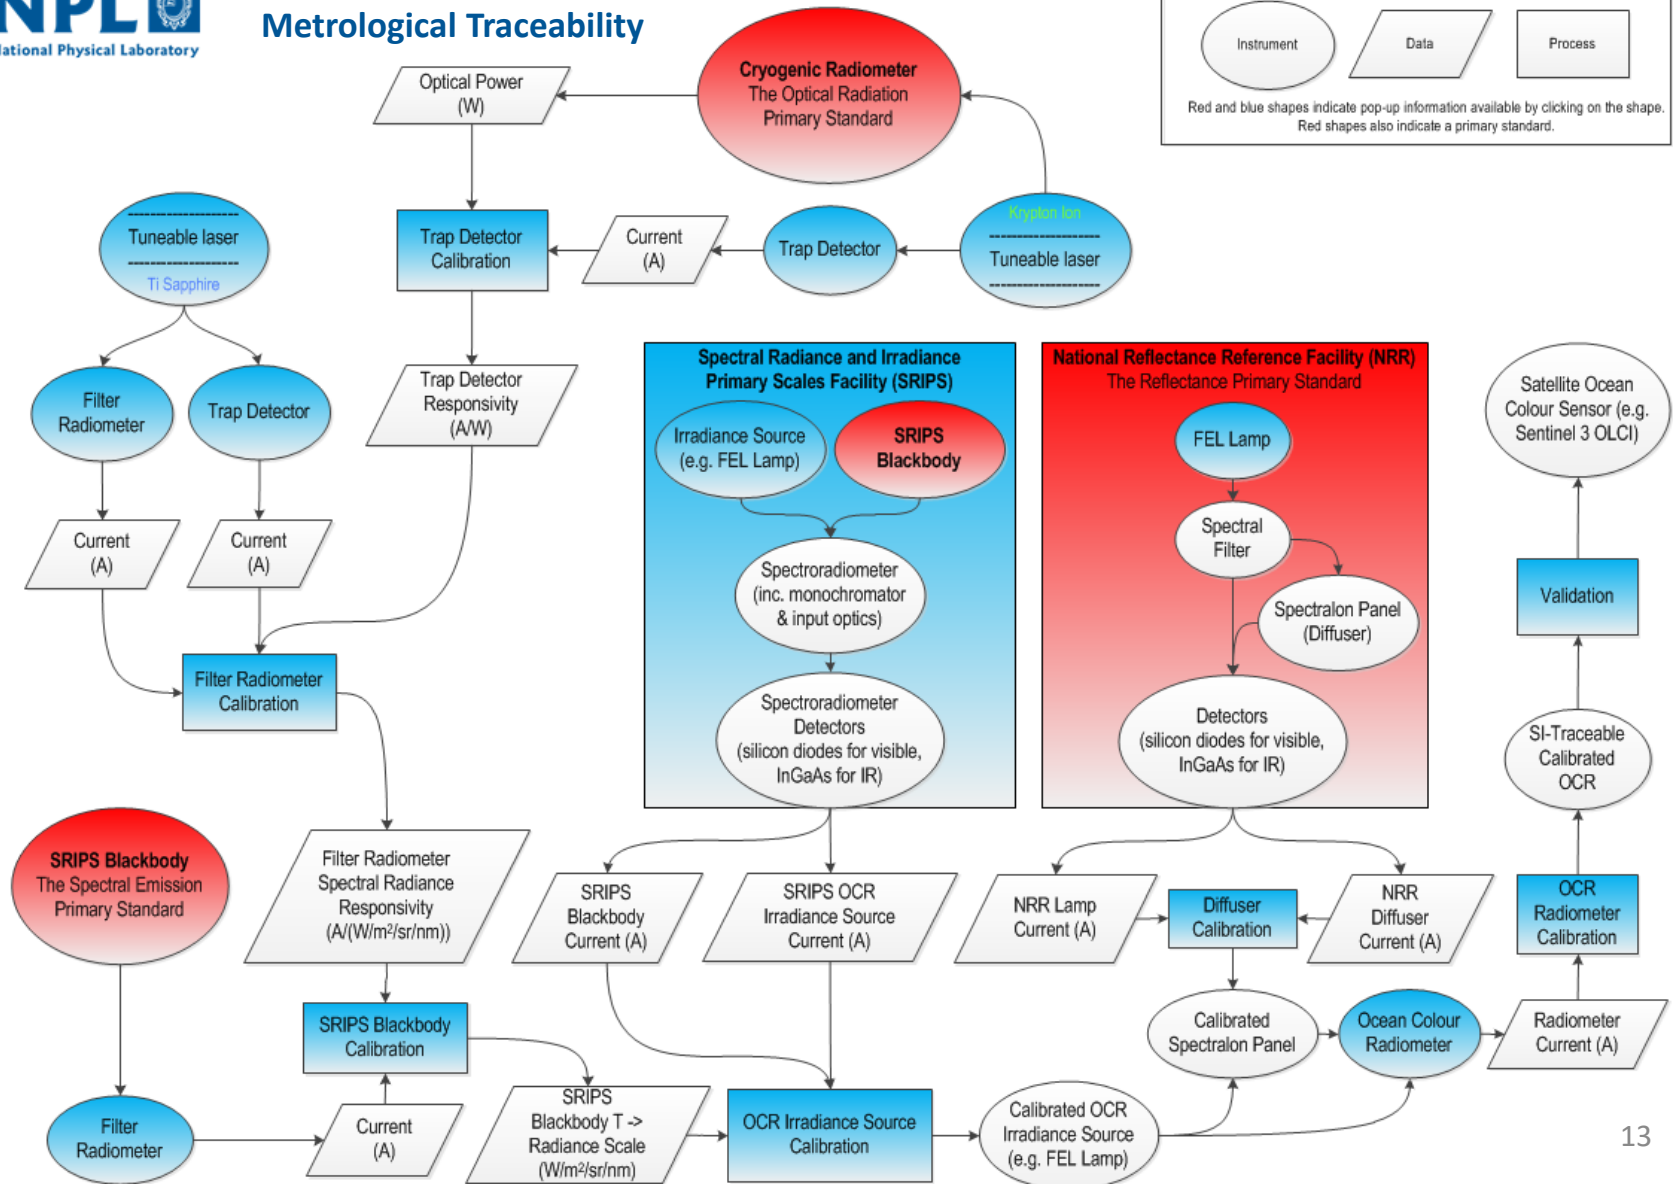 NPL
National Physical Laboratory
Metrological Traceability
Instrument
Data
Process
Red and blue shapes indicate pop-up information available by clicking on the shape.
Red shapes also indicate a primary standard.
Optical Power
(W)
Cryogenic Radiometer
The Optical Radiation
Primary Standard
--------------------
Tuneable laser
--------------------
Ti Sapphire
Trap Detector
Calibration
Current
(A)
Trap Detector
Krypton Ion
--------------------
Tuneable laser
--------------------
Filter
Radiometer
Trap Detector
Trap Detector
Responsivity
(A/W)
Current
(A)
Current
(A)
Filter Radiometer
Calibration
Spectral Radiance and Irradiance
Primary Scales Facility (SRIPS)
Irradiance Source
(e.g. FEL Lamp)
SRIPS
Blackbody
Spectroradiometer
(inc. monochromator
& input optics)
Spectroradiometer
Detectors
(silicon diodes for visible,
InGaAs for IR)
National Reflectance Reference Facility (NRR)
The Reflectance Primary Standard
FEL Lamp
Spectral
Filter
Spectralon Panel
(Diffuser)
Detectors
(silicon diodes for visible,
InGaAs for IR)
Satellite Ocean
Colour Sensor (e.g.
Sentinel 3 OLCI)
Validation
SI-Traceable
Calibrated
OCR
OCR
Radiometer
Calibration
SRIPS Blackbody
The Spectral Emission
Primary Standard
Filter Radiometer
Spectral Radiance
Responsivity
(A/(W/m²/sr/nm))
SRIPS
Blackbody
Current (A)
SRIPS OCR
Irradiance Source
Current (A)
NRR Lamp
Current (A)
Diffuser
Calibration
NRR
Diffuser
Current (A)
SRIPS Blackbody
Calibration
Calibrated
Spectralon Panel
Ocean Colour
Radiometer
Radiometer
Current (A)
Filter
Radiometer
Current
(A)
SRIPS
Blackbody T ->
Radiance Scale
(W/m²/sr/nm)
OCR Irradiance Source
Calibration
Calibrated OCR
Irradiance Source
(e.g. FEL Lamp)
13